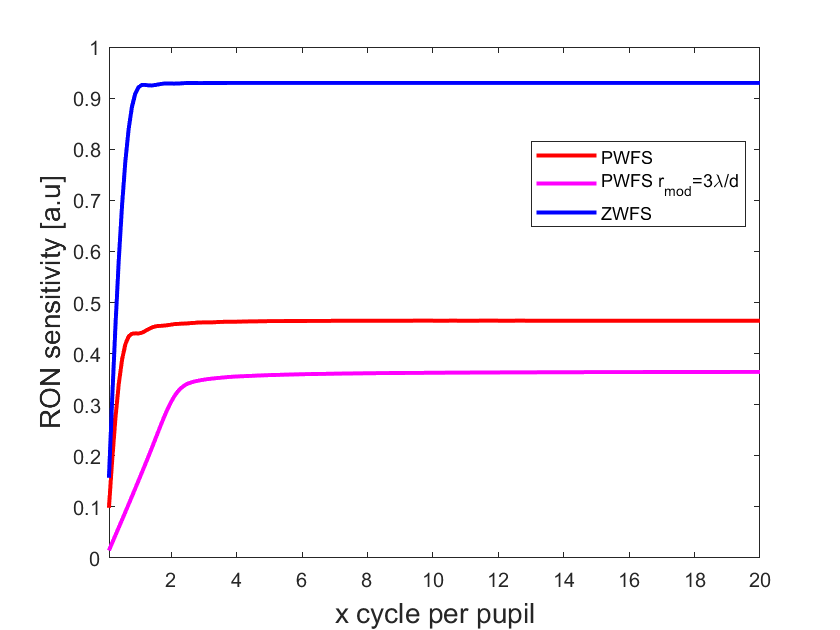 1
0.9
0.8
0.7
0.6
0.5
0.4
0.3
0.2
0.1
0
RON sensitivity [a.u]
PWFS
PWFS r_mod=3λ/d
ZWFS
2 4 6 8 10 12 14 16 18 20
x cycle per pupil